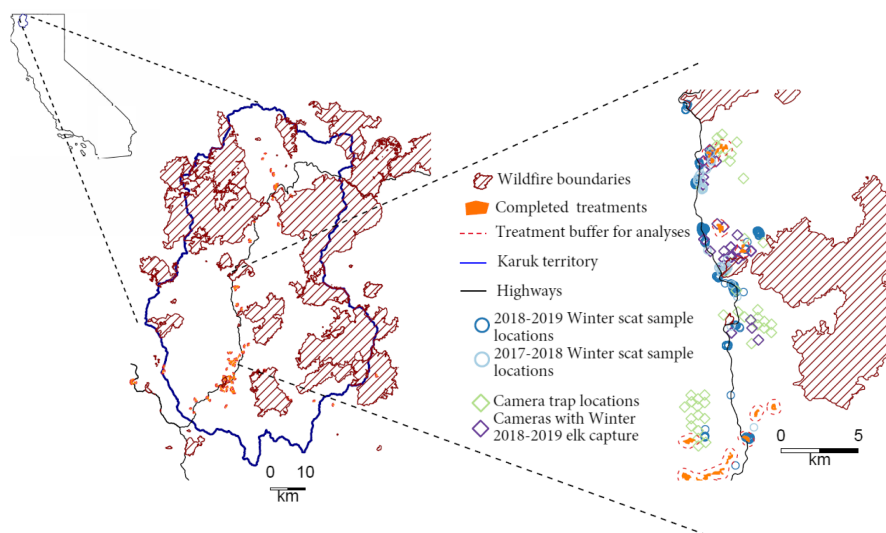 Wildfire boundaries
Completed treatments
Treatment buffer for analyses
Karuk territory
Highways
2018-2019 Winter scat sample
locations
2017-2018 Winter scat sample
locations
Camera trap locations
Cameras with Winter
2018-2019 elk capture
0 10
km
0 5
km